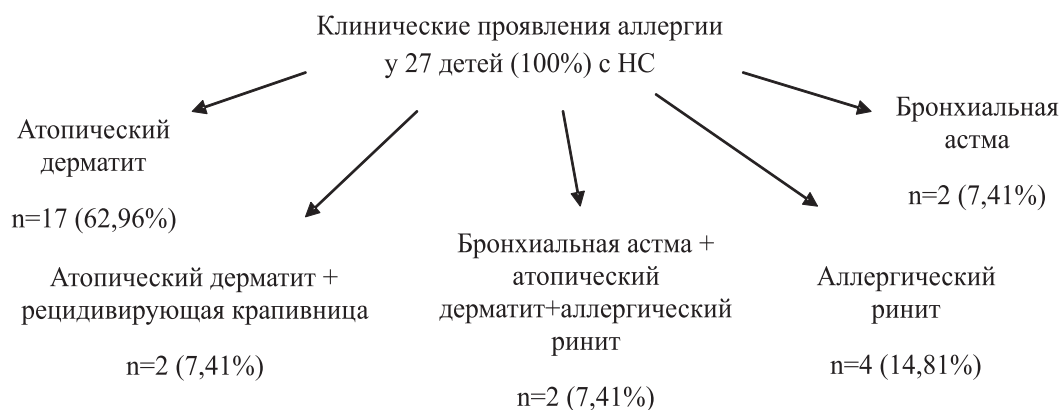 Клинические проявления аллергии
у 27 детей (100%) с НС
Атопический
дерматит
n=17 (62,96%)
Атопический дерматит +
рецидивирующая крапивница
n=2 (7,41%)
Бронхиальная астма +
атопический
дерматит+аллергический
ринит
n=2 (7,41%)
Аллергический
ринит
n=4 (14,81%)
Бронхиальная
астма
n=2 (7,41%)